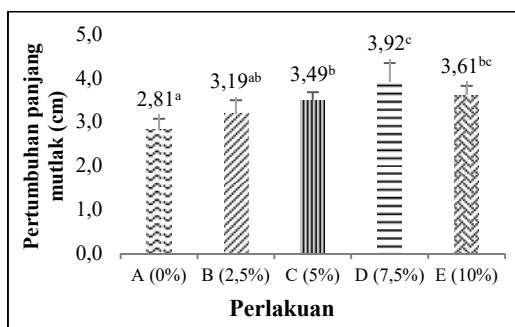 Pertumbuhan panjang
mutlak (cm)
5,0
4,0
3,0
2,0
1,0
0,0
2,81ᵃ
3,19ᵃᵇ
3,49ᵇ
3,92ᶜ
3,61ᵇᶜ
A (0%) B (2,5%) C (5%) D (7,5%) E (10%)
Perlakuan